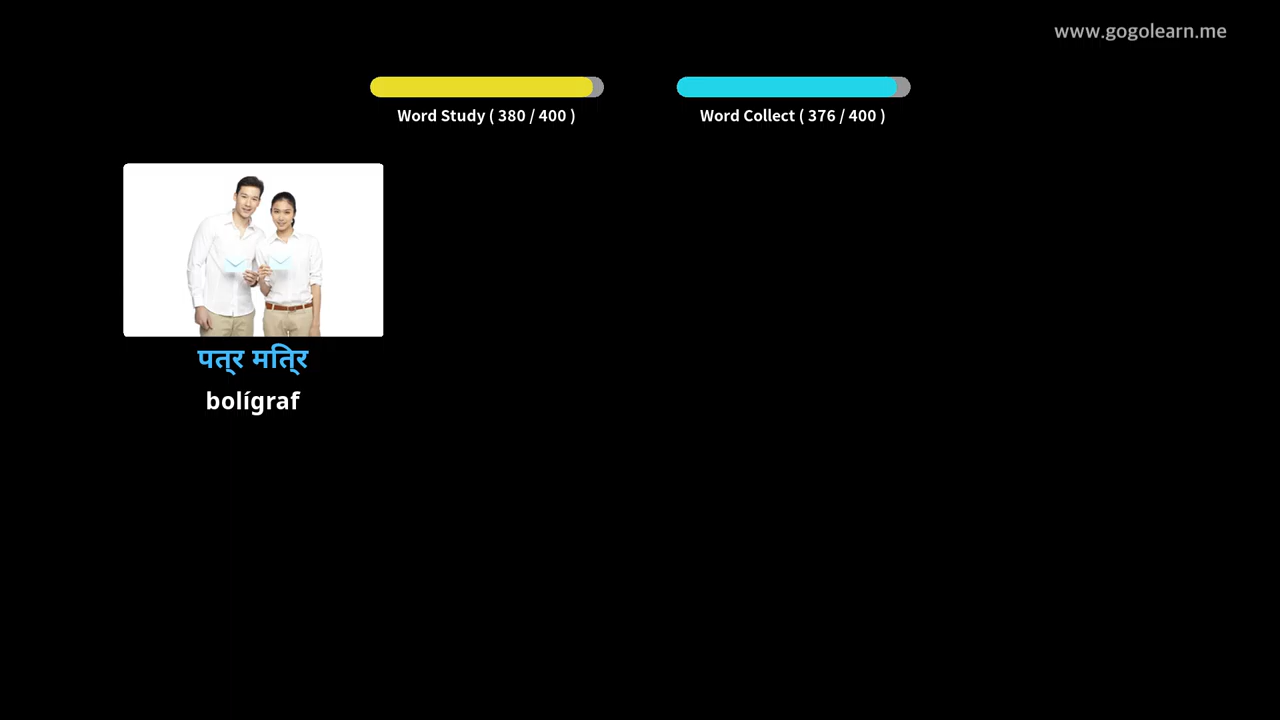 www.gogolearn.me
Word Study ( 380 / 400 )
Word Collect ( 376 / 400 )
पत्र मित्र
bolígraf